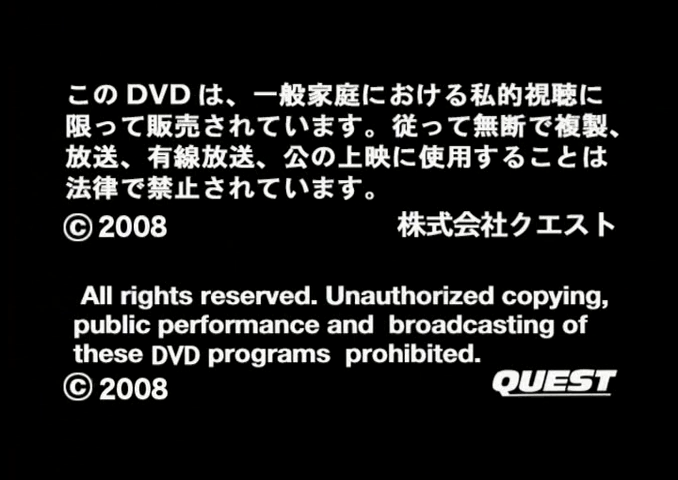 このDVDは、一般家庭における私的視聴に
限って販売されています。従って無断で複製、
放送、有線放送、公の上映に使用することは
法律で禁止されています。
© 2008 株式会社クエスト
All rights reserved. Unauthorized copying,
public performance and broadcasting of
these DVD programs prohibited.
© 2008 QUEST